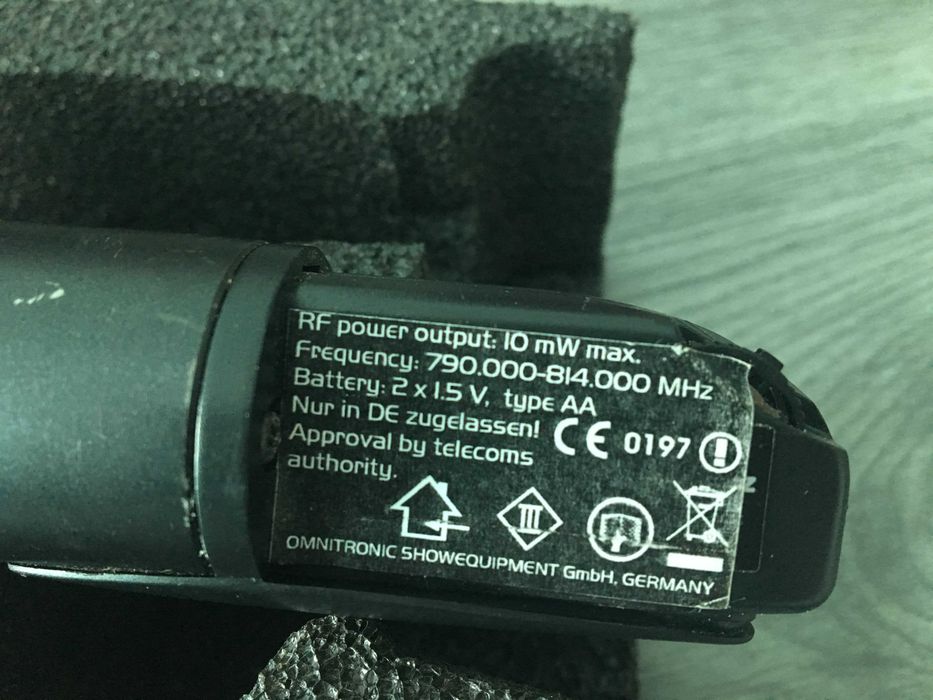 RF power output: 10 mW max.
Frequency: 790.000-814.000 MHz
Battery: 2 x 1.5 V, type AA
Nur in DE zugelassen!
Approval by telecoms
authority.
CE 0197
III
OMNITRONIC SHOWEQUIPMENT GmbH, GERMANY